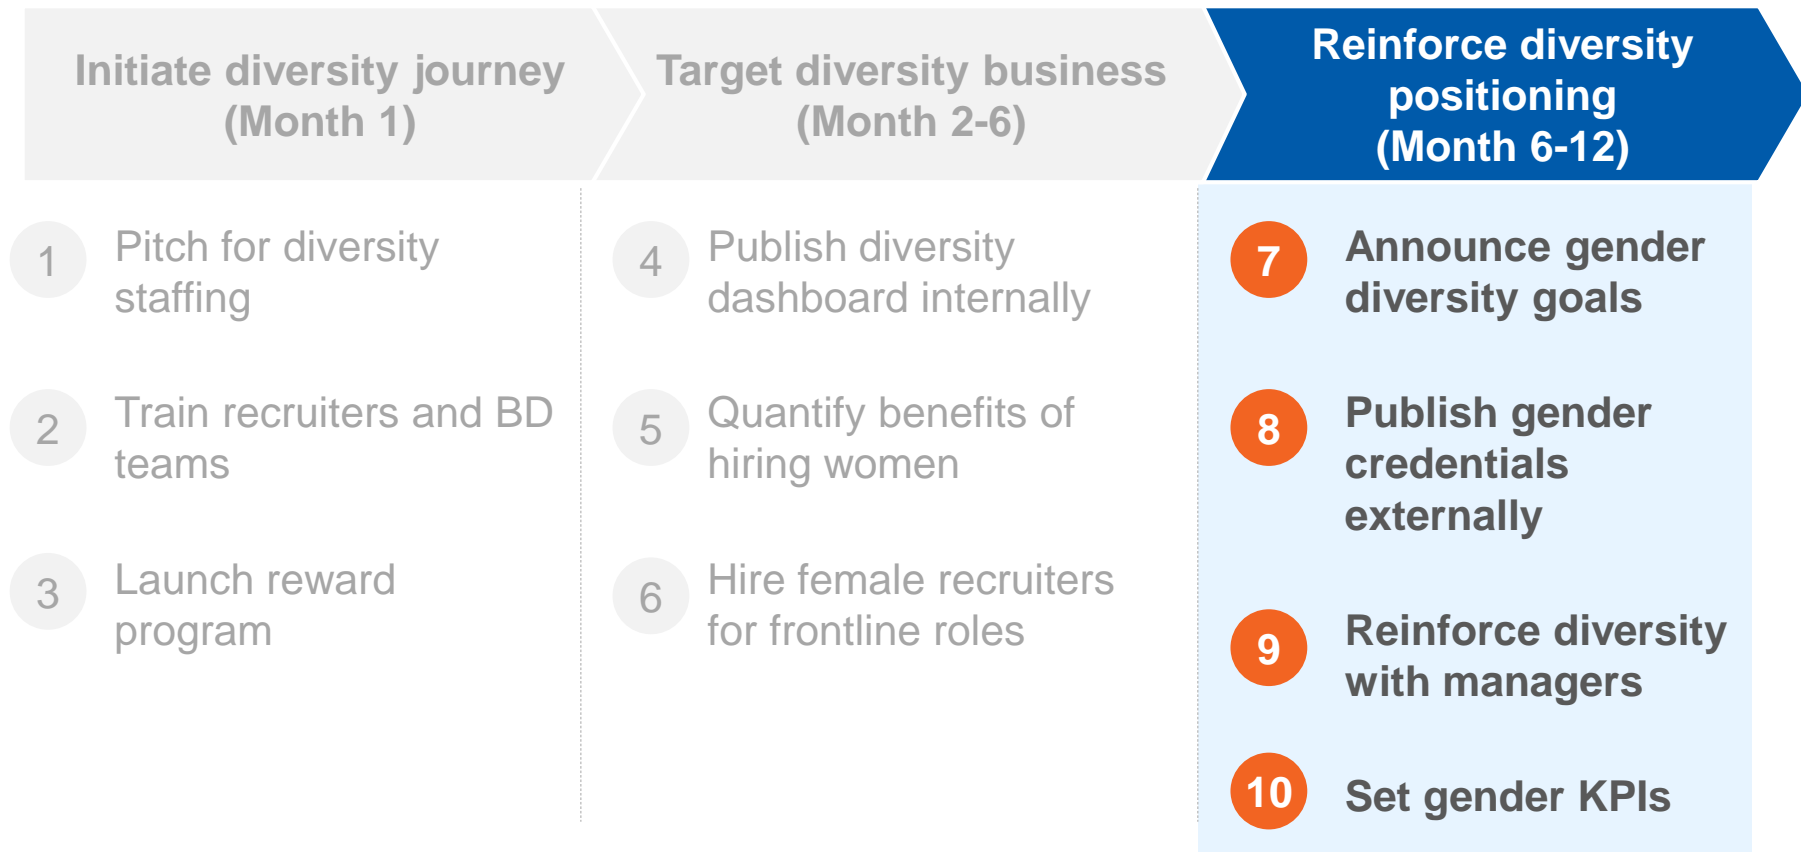 Initiate diversity journey
(Month 1)
Target diversity business
(Month 2-6)
Reinforce diversity
positioning
(Month 6-12)
1
Pitch for diversity
staffing
2
Train recruiters and BD
teams
3
Launch reward
program
4
Publish diversity
dashboard internally
5
Quantify benefits of
hiring women
6
Hire female recruiters
for frontline roles
7
Announce gender
diversity goals
8
Publish gender
credentials
externally
9
Reinforce diversity
with managers
10
Set gender KPIs